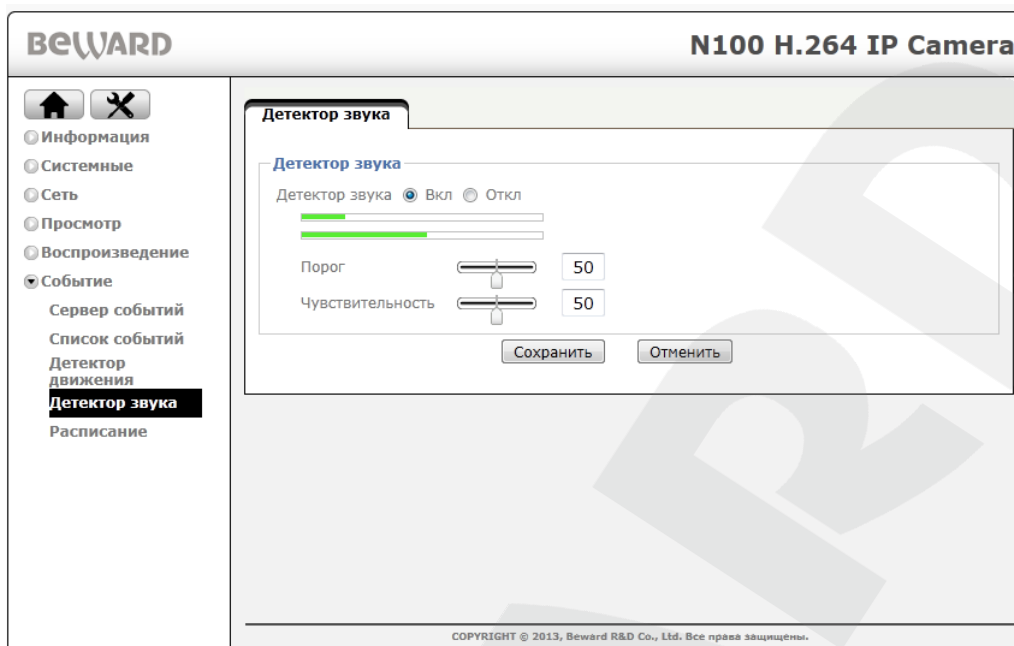 BEWARD
N100 H.264 IP Camera
Информация
Системные
Сеть
Просмотр
Воспроизведение
Событие
Сервер событий
Список событий
Детектор
движения
Детектор звука
Расписание
Детектор звука
Детектор звука
Детектор звука Вкл Откл
Порог 50
Чувствительность 50
Сохранить Отменить
COPYRIGHT © 2013, Beward R&D Co., Ltd. Все права защищены.